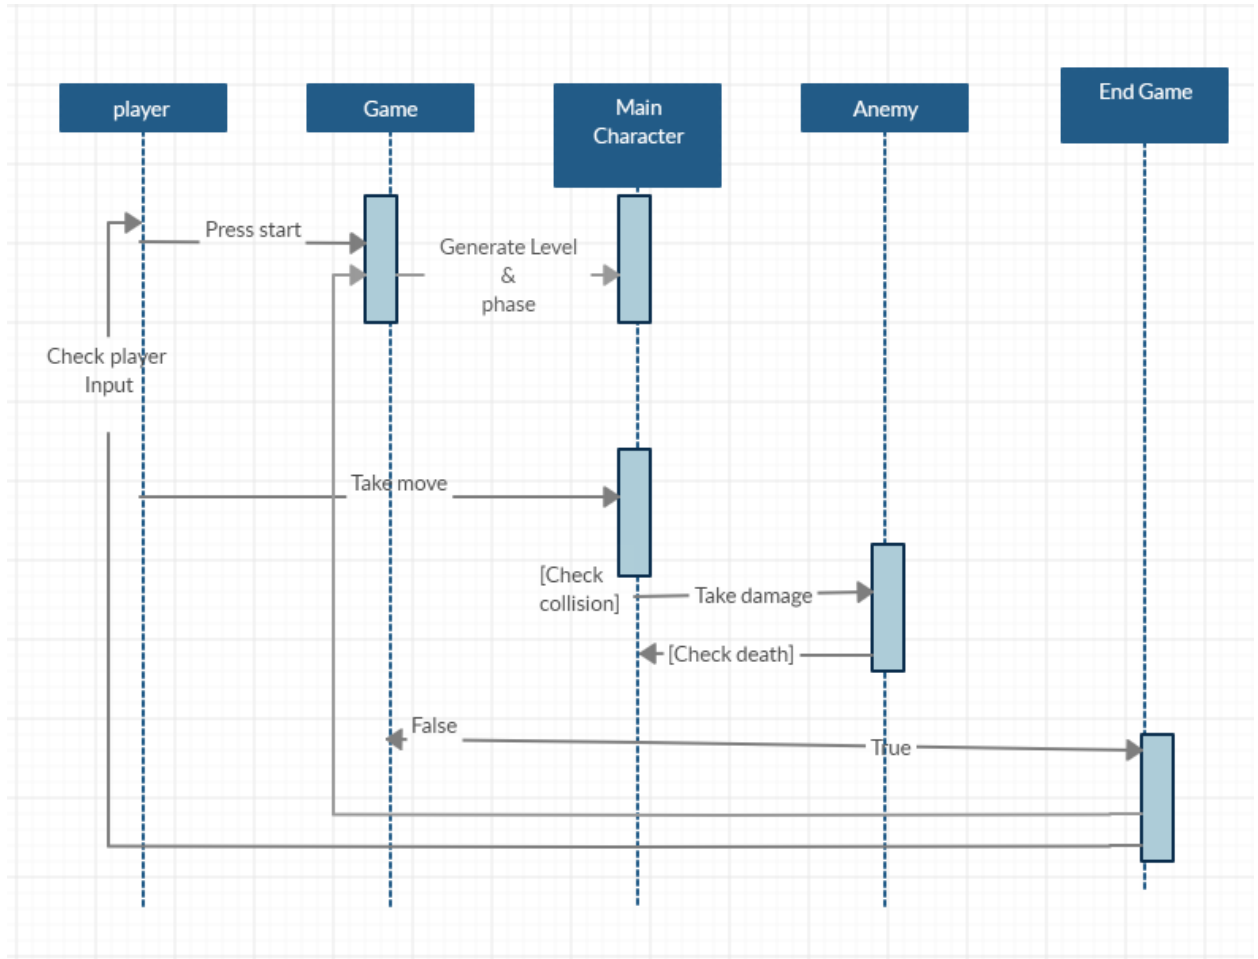 player
Game
Main
Character
Anemy
End Game
Press start
Generate Level
&
phase
Check player
Input
Take move
[Check
collision]
Take damage
[Check death]
False
True